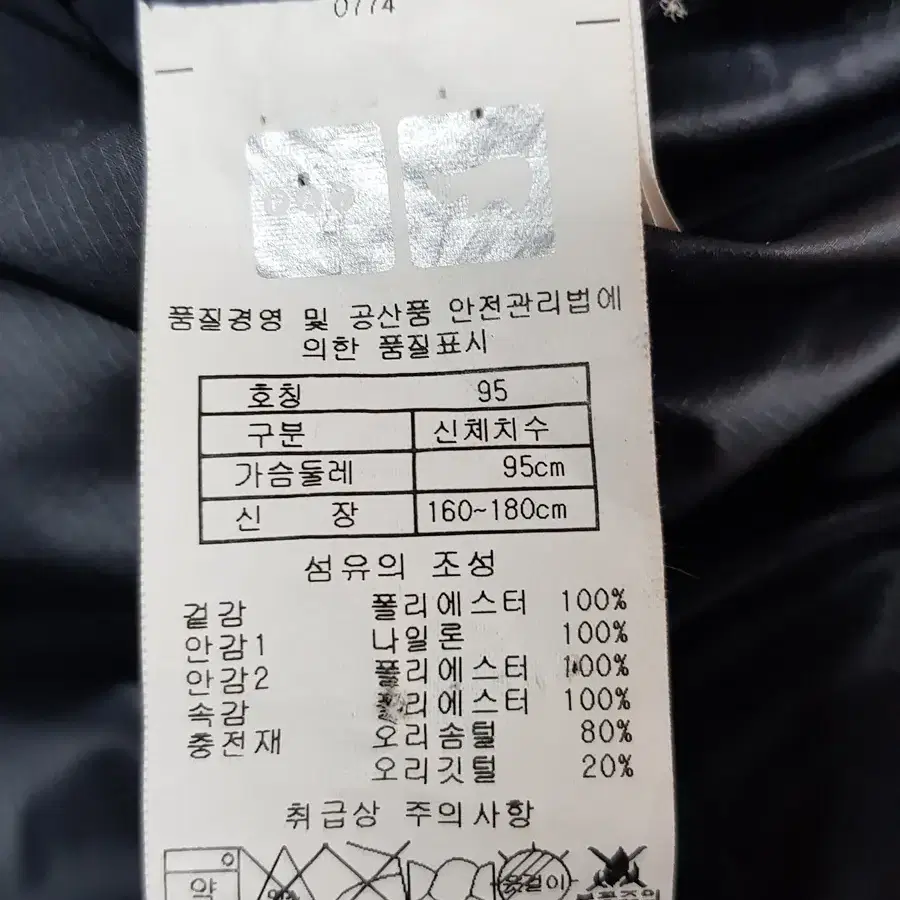 0774
품질경영 및 공산품 안전관리법에
의한 품질표시
호칭 95
구분 신체치수
가슴둘레 95cm
신 장 160~180cm
섬유의 조성
겉감 폴리에스터 100%
안감1 나일론 100%
안감2 폴리에스터 100%
속감 폴리에스터 100%
충전재 오리솜털 80%
오리깃털 20%
취급상 주의사항
약
옷걸이